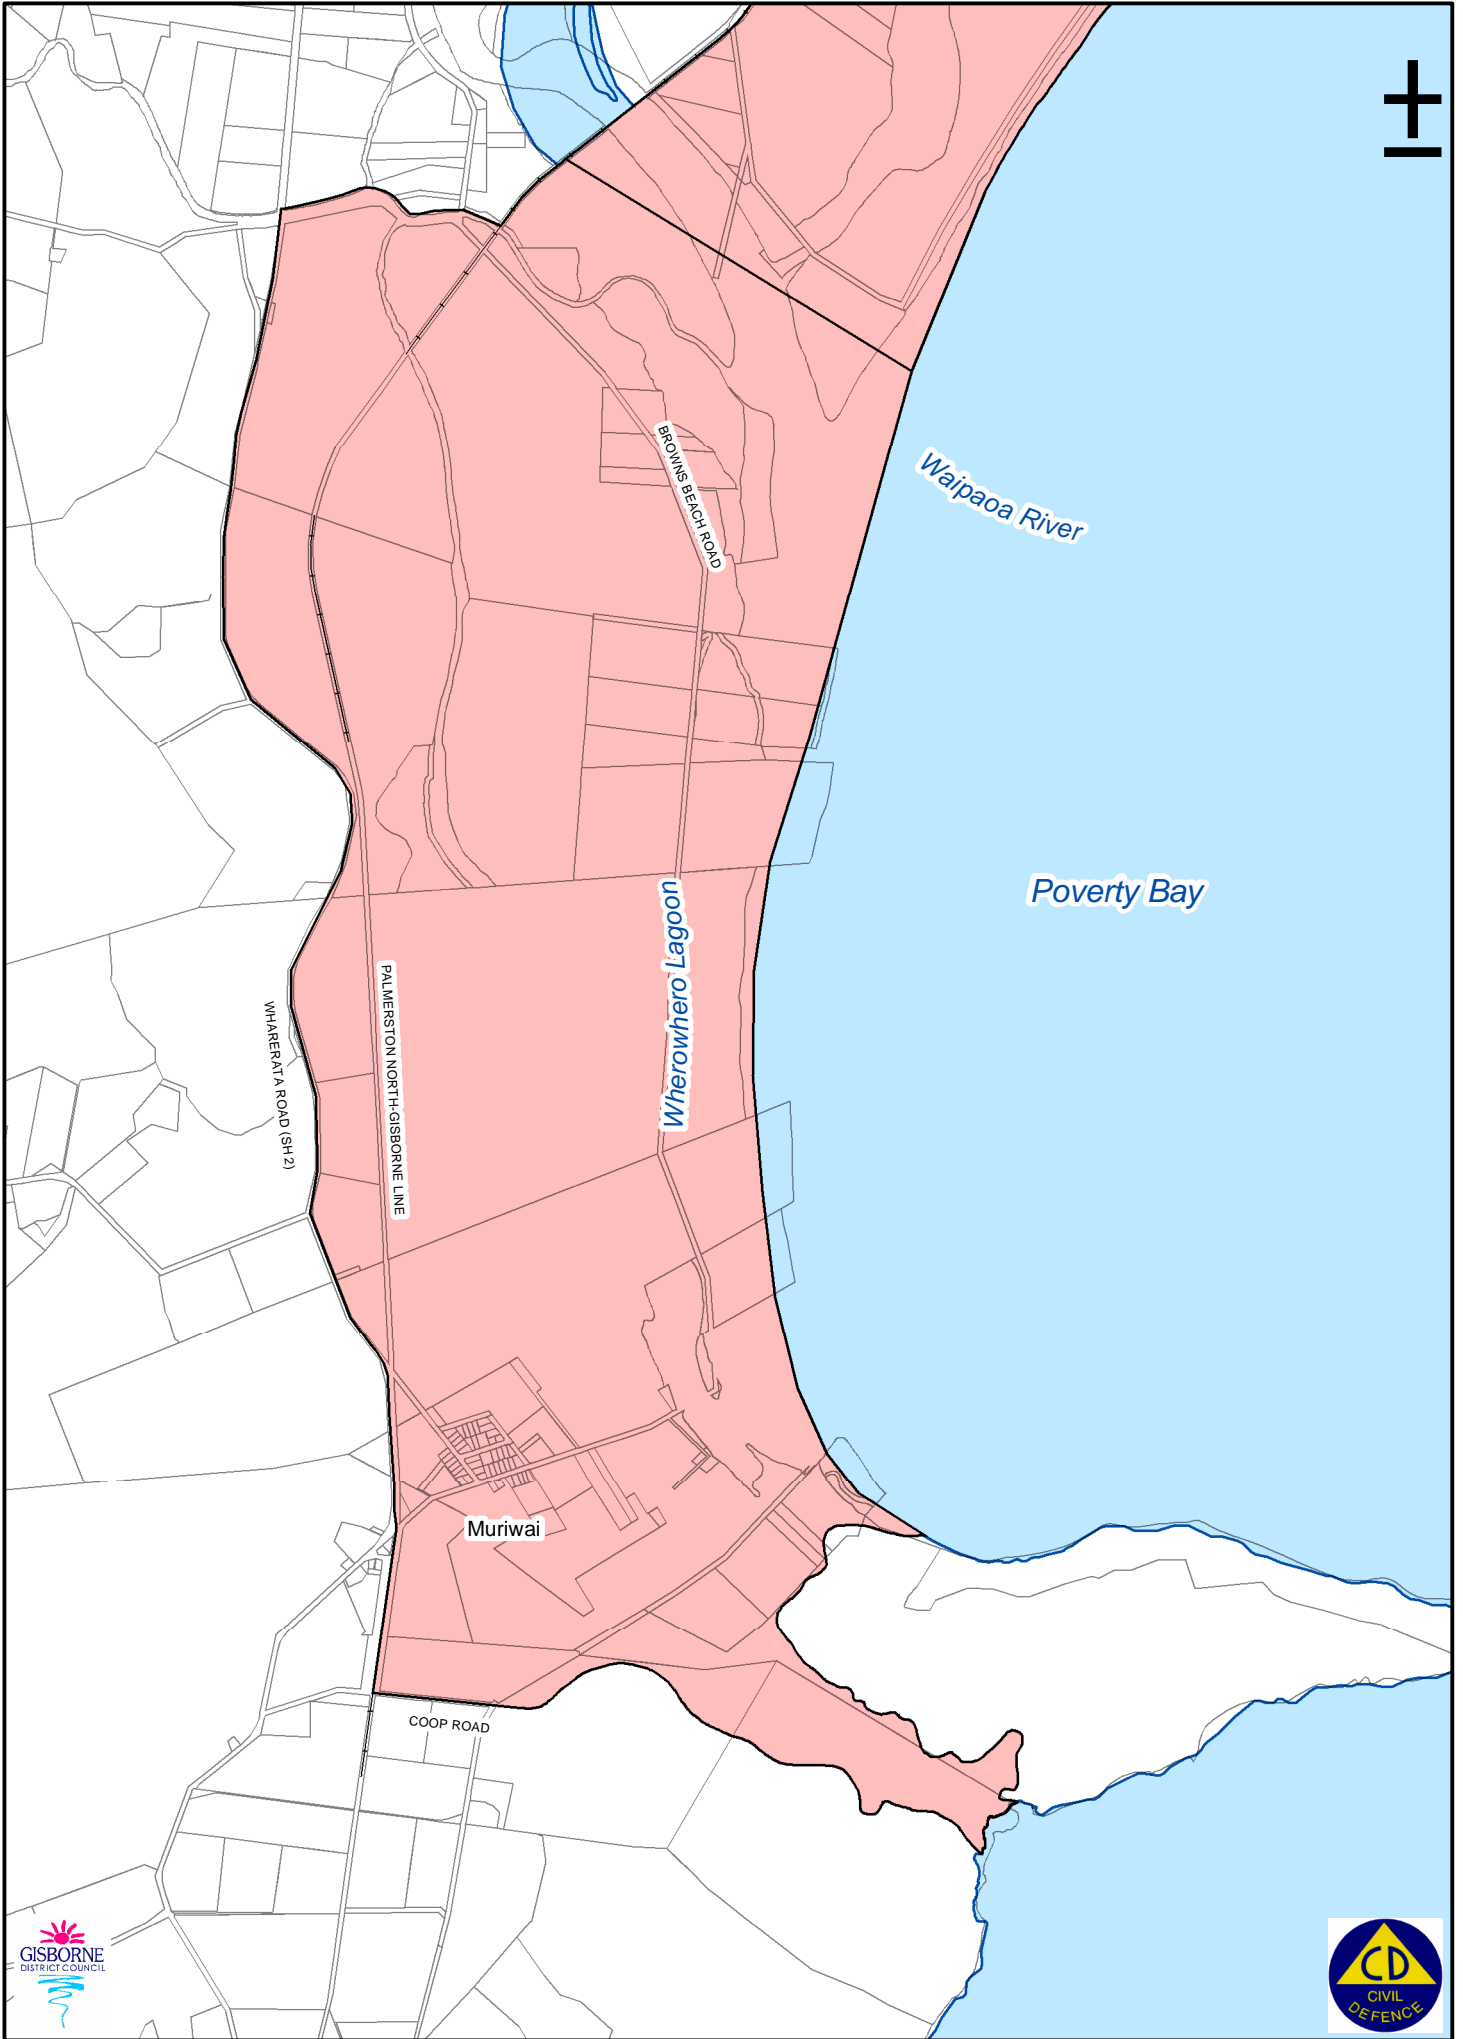 BROWNS BEACH ROAD
Waipaoa River
Poverty Bay
Wherowhero Lagoon
PALMERSTON NORTH-GISBORNE LINE
WHARERATA ROAD (SH 2)
Muriwai
COOP ROAD
GISBORNE
DISTRICT COUNCIL
CD
CIVIL
DEFENCE